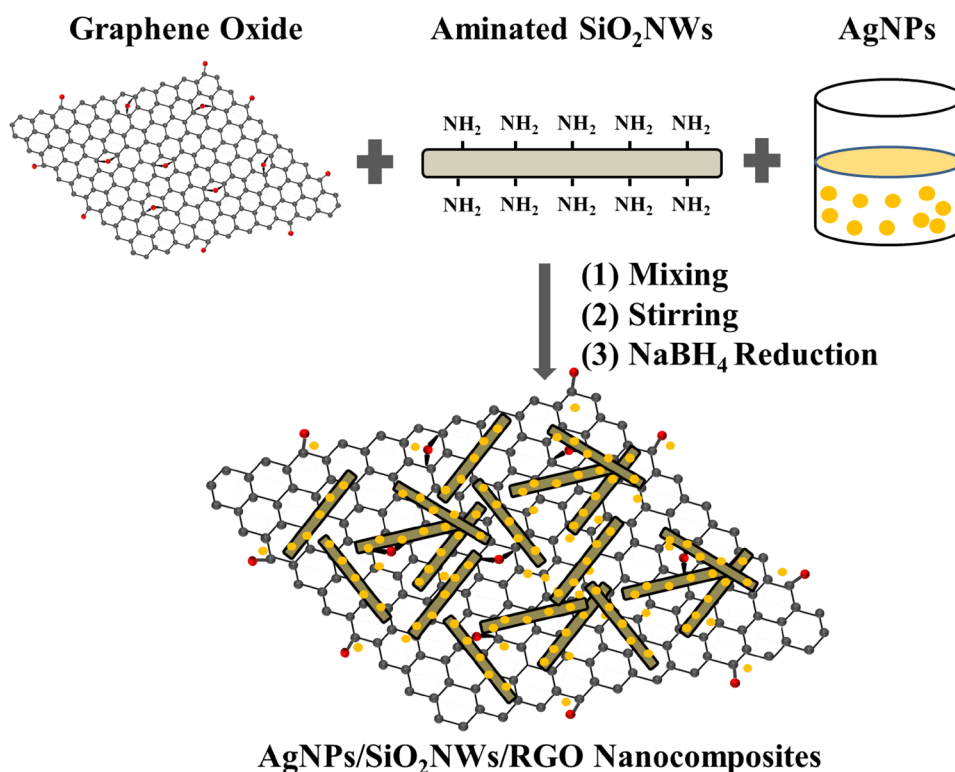 Graphene Oxide
Aminated SiO₂NWs
AgNPs
NH₂ NH₂ NH₂ NH₂ NH₂
NH₂ NH₂ NH₂ NH₂ NH₂
(1) Mixing
(2) Stirring
(3) NaBH₄ Reduction
AgNPs/SiO₂NWs/RGO Nanocomposites